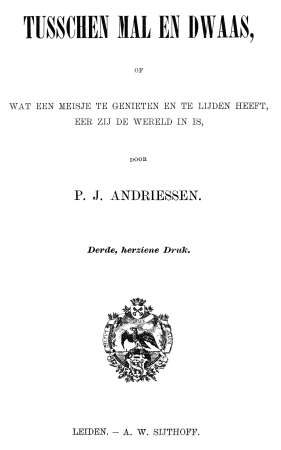 TUSSCHEN MAL EN DWAAS,
OF
WAT EEN MEISJE TE GENIETEN EN TE LIJDEN HEEFT,
EER ZIJ DE WERELD IN IS,
DOOR
P. J. ANDRIESSEN.
Derde, herziene Druk.
LEIDEN. – A. W. SIJTHOFF.